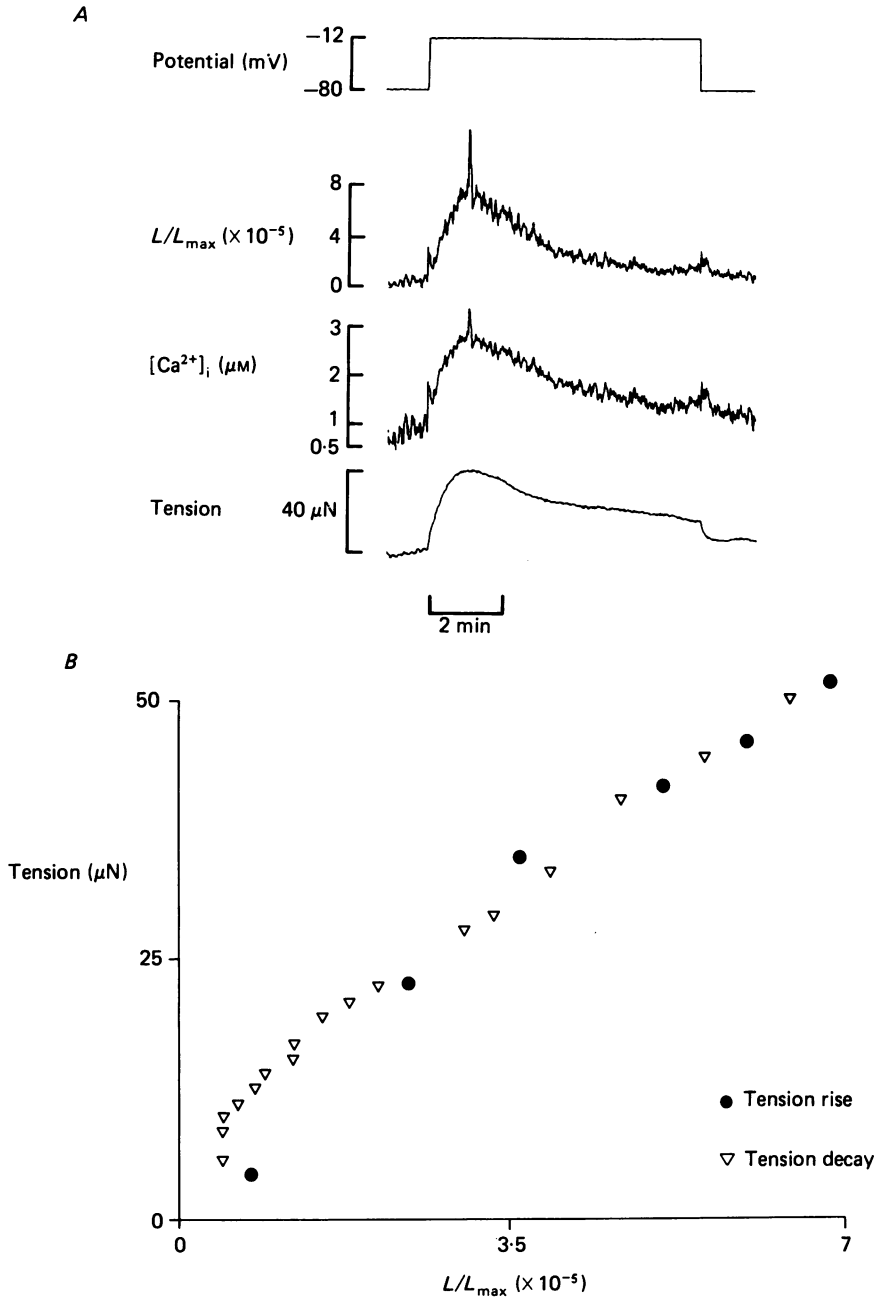 A
Potential (mV)
−12
−80
L/Lmax (× 10−5)
8
4
0
[Ca2+]i (μM)
3
2
1
0·5
Tension
40 μN
2 min
B
50
25
0
Tension (μN)
Tension rise
Tension decay
0
3·5
7
L/Lmax (× 10−5)